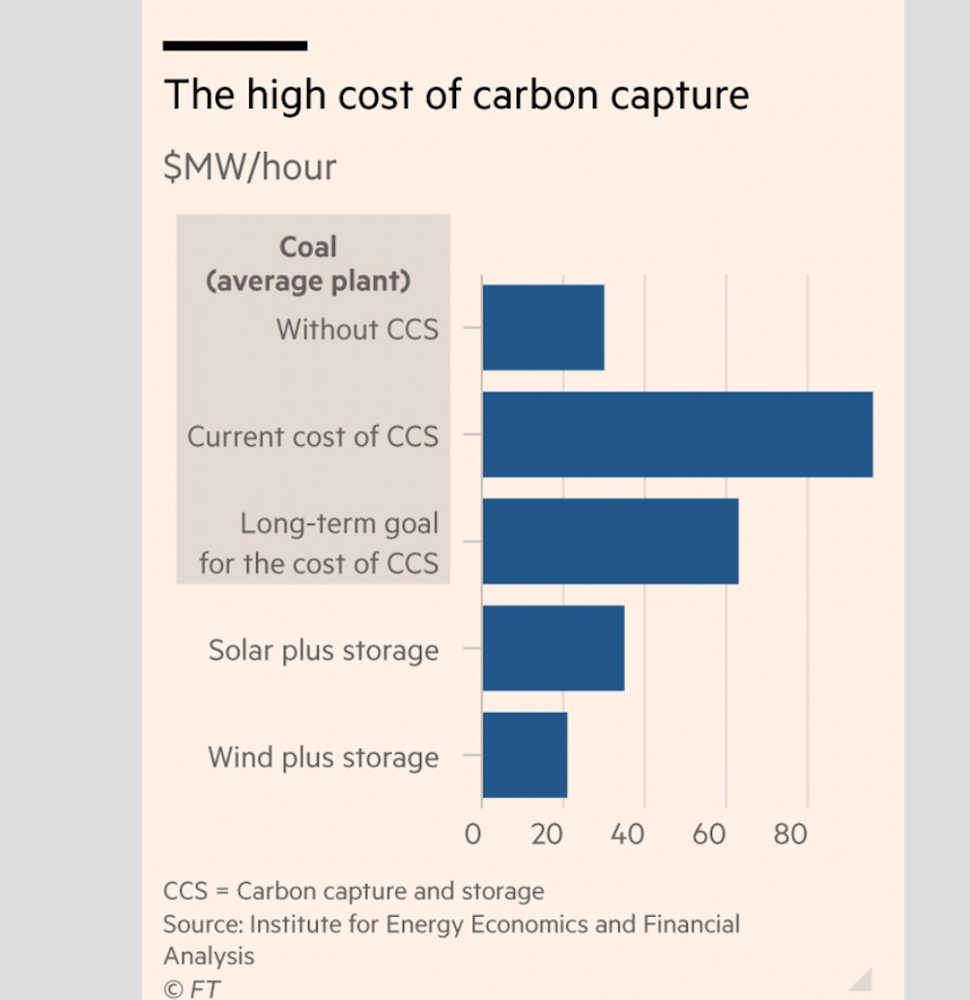 The high cost of carbon capture
$MW/hour
Coal
(average plant)
Without CCS
Current cost of CCS
Long-term goal
for the cost of CCS
Solar plus storage
Wind plus storage
0 20 40 60 80
CCS = Carbon capture and storage
Source: Institute for Energy Economics and Financial
Analysis
© FT